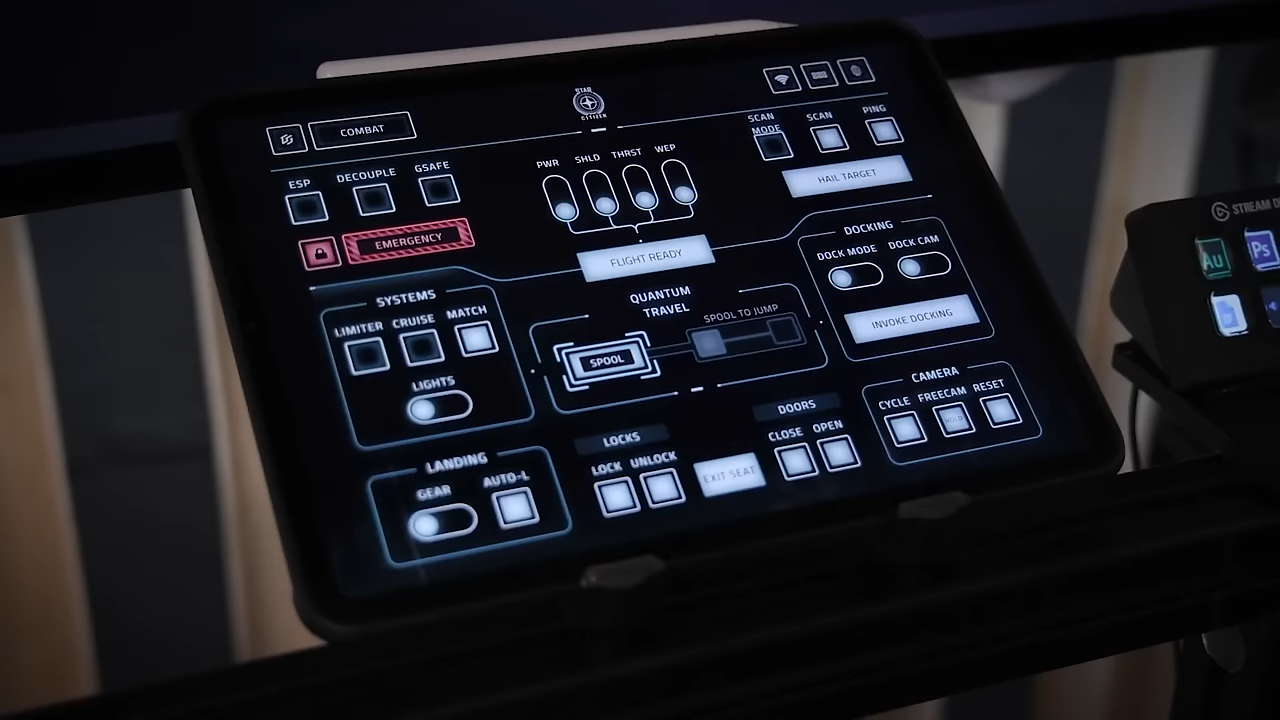 COMBAT
STAR
CITIZEN
SCAN
MODE
SCAN
PING
ESP
DECOUPLE
GSAFE
PWR
SHLD
THRST
WEP
HAIL TARGET
EMERGENCY
FLIGHT READY
DOCKING
DOCK MODE
DOCK CAM
INVOKE DOCKING
SYSTEMS
LIMITER
CRUISE
MATCH
LIGHTS
QUANTUM
TRAVEL
SPOOL
SPOOL TO JUMP
CAMERA
CYCLE
FREECAM
RESET
HOLD
LANDING
GEAR
AUTO-L
LOCKS
LOCK
UNLOCK
EXIT SEAT
DOORS
CLOSE
OPEN
STREAM
Au
Ps